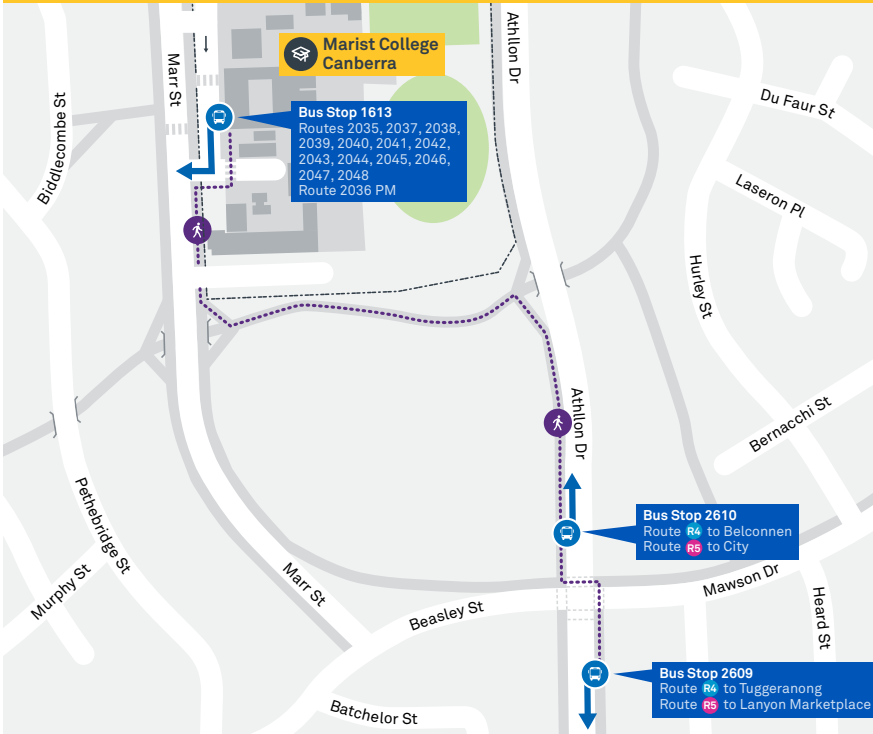 Marist College
Canberra
Athllon Dr
Marr St
Biddlecombe St
Du Faur St
Bus Stop 1613
Routes 2035, 2037, 2038,
2039, 2040, 2041, 2042,
2043, 2044, 2045, 2046,
2047, 2048
Route 2036 PM
Laseron Pl
Hurley St
Athllon Dr
Bernacchi St
Pethebridge St
Bus Stop 2610
Route R4 to Belconnen
Route R5 to City
Murphy St
Marr St
Beasley St
Mawson Dr
Heard St
Bus Stop 2609
Route R4 to Tuggeranong
Route R5 to Lanyon Marketplace
Batchelor St